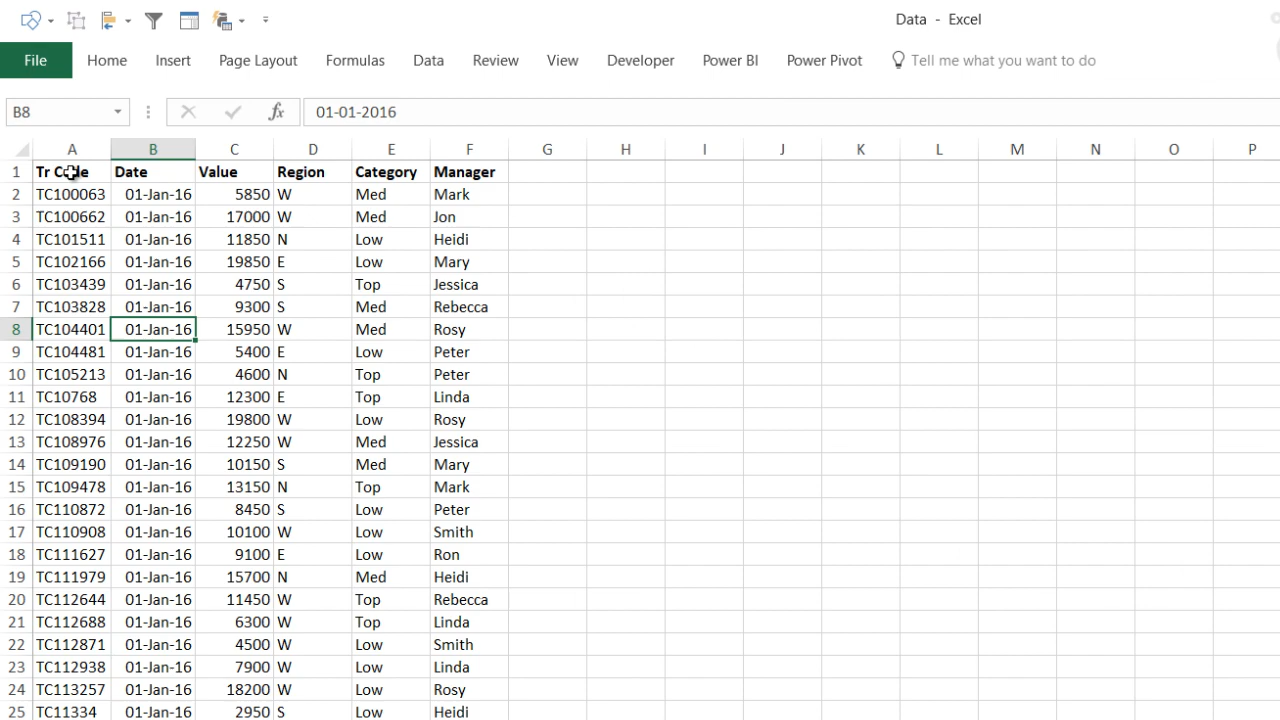 Data - Excel
File Home Insert Page Layout Formulas Data Review View Developer Power BI Power Pivot Tell me what you want to do
B8 fx 01-01-2016
A B C D E F G H I J K L M N O P
1 Tr Code Date Value Region Category Manager
2 TC100063 01-Jan-16 5850 W Med Mark
3 TC100662 01-Jan-16 17000 W Med Jon
4 TC101511 01-Jan-16 11850 N Low Heidi
5 TC102166 01-Jan-16 19850 E Low Mary
6 TC103439 01-Jan-16 4750 S Top Jessica
7 TC103828 01-Jan-16 9300 S Med Rebecca
8 TC104401 01-Jan-16 15950 W Med Rosy
9 TC104481 01-Jan-16 5400 E Low Peter
10 TC105213 01-Jan-16 4600 N Top Peter
11 TC10768 01-Jan-16 12300 E Top Linda
12 TC108394 01-Jan-16 19800 W Low Rosy
13 TC108976 01-Jan-16 12250 W Med Jessica
14 TC109190 01-Jan-16 10150 S Med Mary
15 TC109478 01-Jan-16 13150 N Top Mark
16 TC110872 01-Jan-16 8450 S Low Peter
17 TC110908 01-Jan-16 10100 W Low Smith
18 TC111627 01-Jan-16 9100 E Low Ron
19 TC111979 01-Jan-16 15700 N Med Heidi
20 TC112644 01-Jan-16 11450 W Top Rebecca
21 TC112688 01-Jan-16 6300 W Top Linda
22 TC112871 01-Jan-16 4500 W Low Smith
23 TC112938 01-Jan-16 7900 W Low Linda
24 TC113257 01-Jan-16 18200 W Low Rosy
25 TC11334 01-Jan-16 2950 S Low Heidi